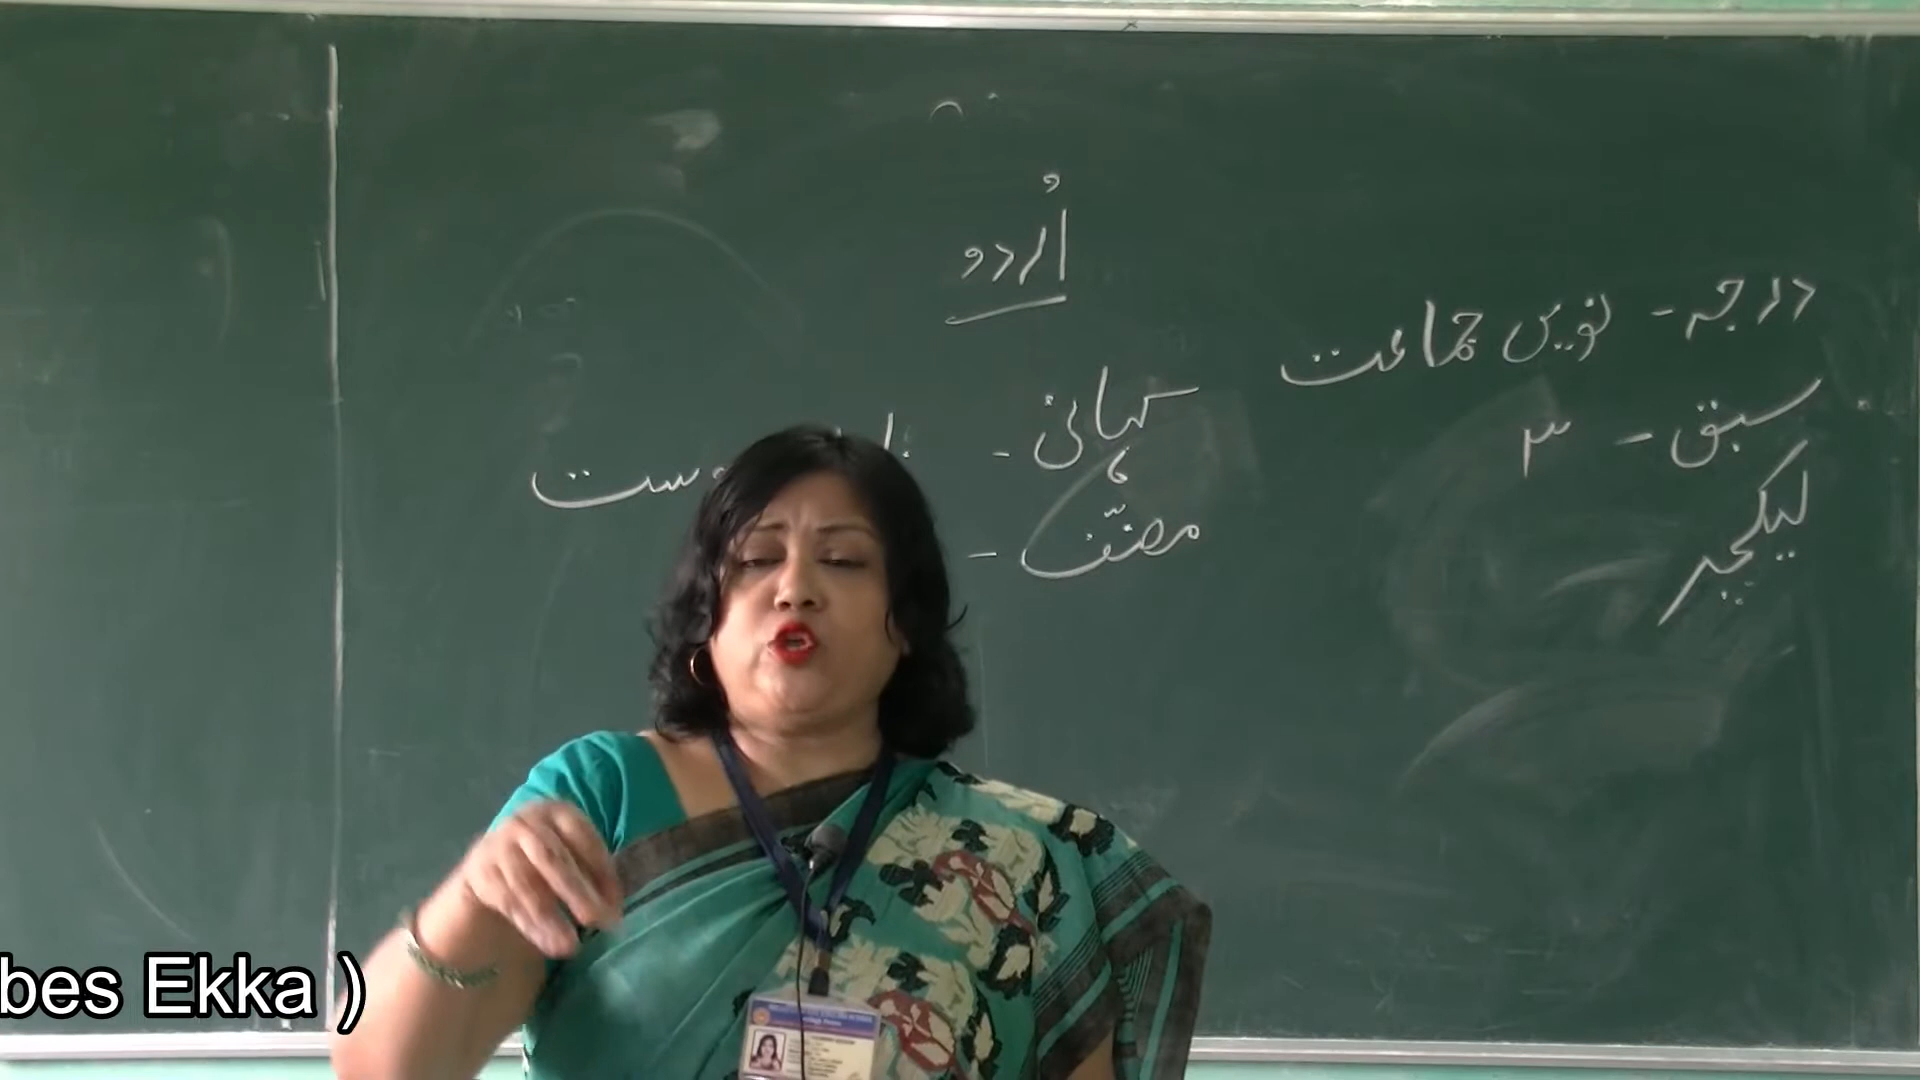 اُردو
درجہ - نویں جماعت
سبق - ۳
لیکچر
کہانی -
مصنّف -
bes Ekka )